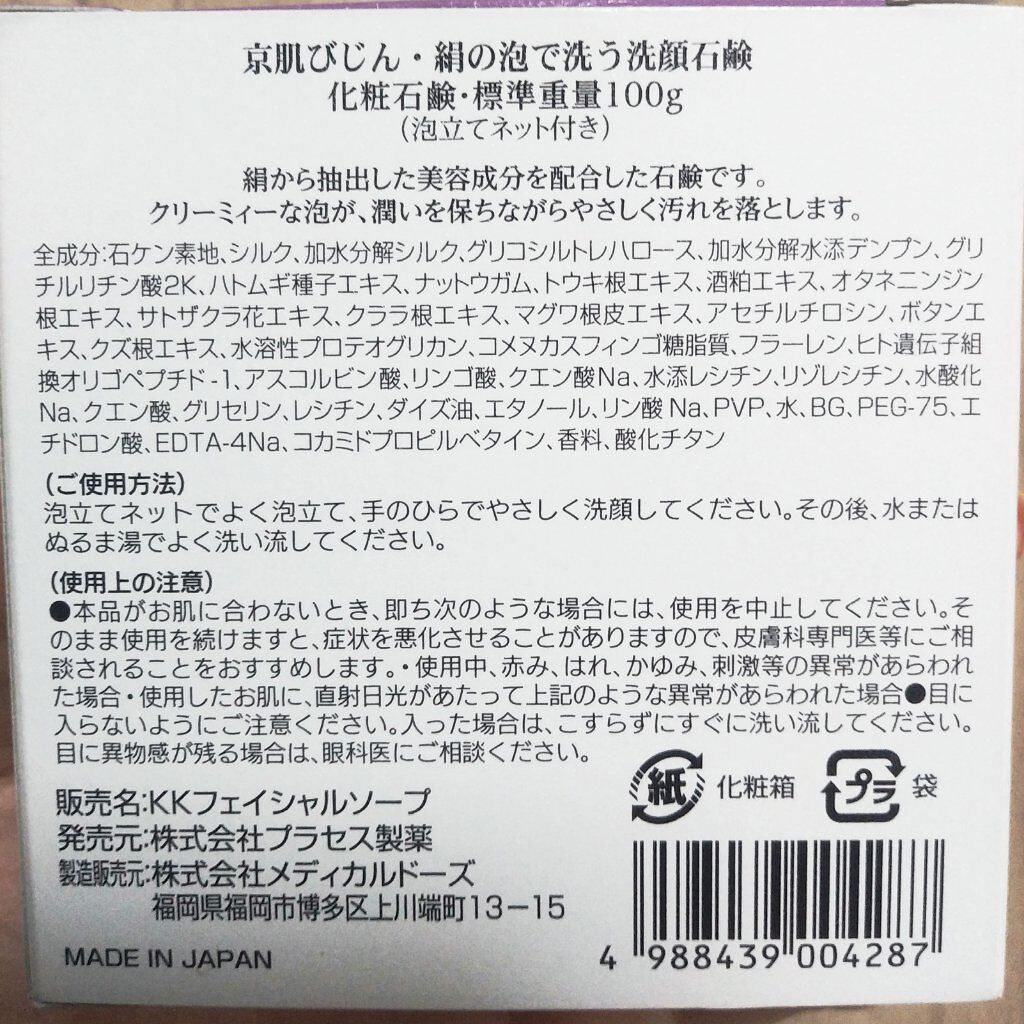 京肌びじん・絹の泡で洗う洗顔石鹸
化粧石鹸・標準重量100g
(泡立てネット付き)
絹から抽出した美容成分を配合した石鹸です。
クリーミィーな泡が、潤いを保ちながらやさしく汚れを落とします。
全成分:石ケン素地、シルク、加水分解シルク、グリコシルトレハロース、加水分解水添デンプン、グリ
チルリチン酸2K、ハトムギ種子エキス、ナットウガム、トウキ根エキス、酒粕エキス、オタネニンジン
根エキス、サトザクラ花エキス、クララ根エキス、マグワ根皮エキス、アセチルチロシン、ボタンエ
キス、クズ根エキス、水溶性プロテオグリカン、コメヌカスフィンゴ糖脂質、フラーレン、ヒト遺伝子組
換オリゴペプチド-1、アスコルビン酸、リンゴ酸、クエン酸Na、水添レシチン、リゾレシチン、水酸化
Na、クエン酸、グリセリン、レシチン、ダイズ油、エタノール、リン酸Na、PVP、水、BG、PEG-75、エ
チドロン酸、EDTA-4Na、コカミドプロピルベタイン、香料、酸化チタン
(ご使用方法)
泡立てネットでよく泡立て、手のひらでやさしく洗顔してください。その後、水または
ぬるま湯でよく洗い流してください。
(使用上の注意)
●本品がお肌に合わないとき、即ち次のような場合には、使用を中止してください。そ
のまま使用を続けますと、症状を悪化させることがありますので、皮膚科専門医等にご相
談されることをおすすめします。・使用中、赤み、はれ、かゆみ、刺激等の異常があらわれ
た場合・使用したお肌に、直射日光があたって上記のような異常があらわれた場合●目に
入らないようにご注意ください。入った場合は、こすらずにすぐに洗い流してください。
目に異物感が残る場合は、眼科医にご相談ください。
紙 化粧箱 プラ 袋
販売名:KKフェイシャルソープ
発売元:株式会社プラセス製薬
製造販売元:株式会社メディカルドーズ
福岡県福岡市博多区上川端町13-15
MADE IN JAPAN
4 988439 004287